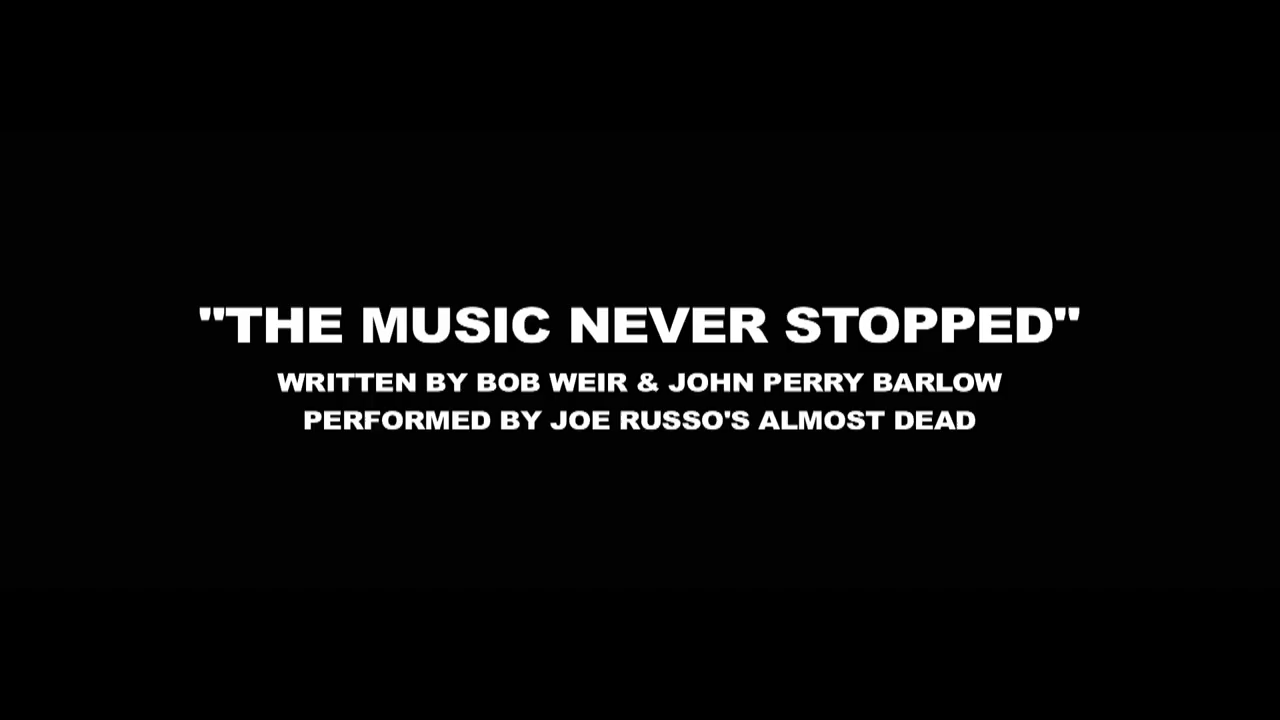 "THE MUSIC NEVER STOPPED"
WRITTEN BY BOB WEIR & JOHN PERRY BARLOW
PERFORMED BY JOE RUSSO'S ALMOST DEAD